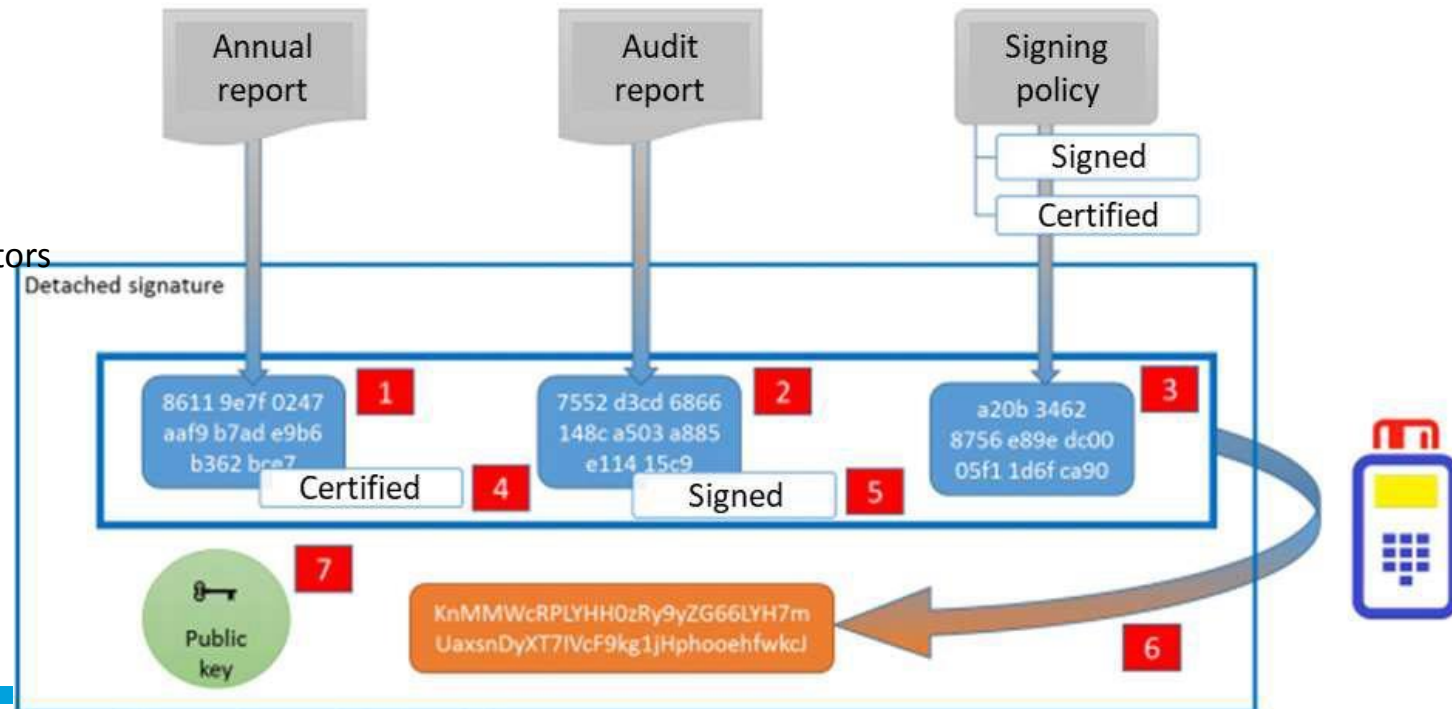 Annual
report
Audit
report
Signing
policy
Signed
Certified
tors
Detached signature
8611 9e7f 0247
aaf9 b7ad e9b6
b362 bce7
1
7552 d3cd 6866
148c a503 a885
e114 15c9
2
a20b 3462
8756 e89e dc00
05f1 1d6f ca90
3
Certified
4
Signed
5
7
Public
key
KnMMWcRPLYHH0zRy9yZG66LYH7m
UaxsnDyXT7IVcF9kg1jHphooehfwkcJ
6